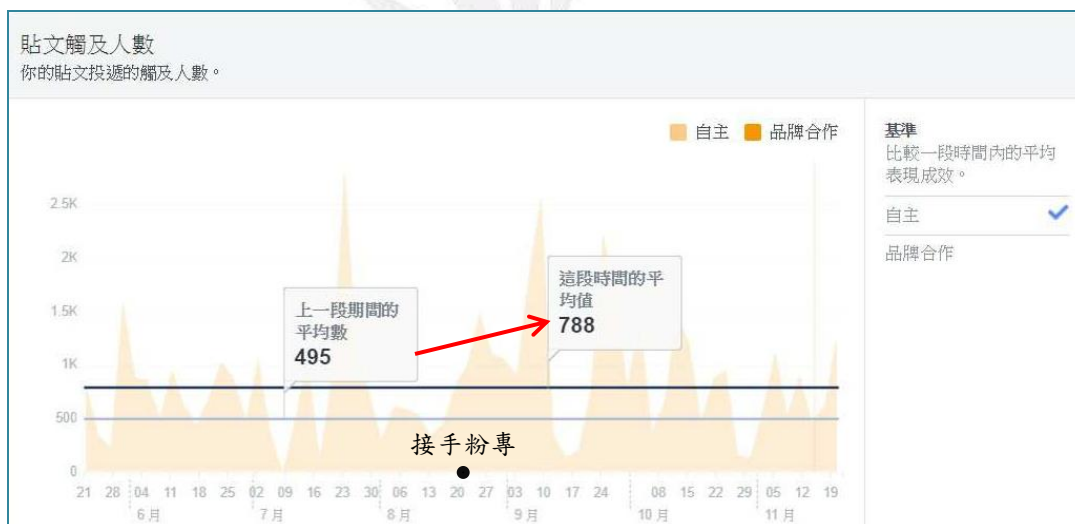 貼文觸及人數
你的貼文投遞的觸及人數。
自主 品牌合作
基準
比較一段時間內的平均
表現成效。
自主
品牌合作
2.5K
2K
1.5K
1K
500
0
上一段期間的
平均數
495
這段時間的平
均值
788
接手粉專
21 28 04 11 18 25 02 09 16 23 30 06 13 20 27 03 10 17 24 08 15 22 29 05 12 19
6月 7月 8月 9月 10月 11月